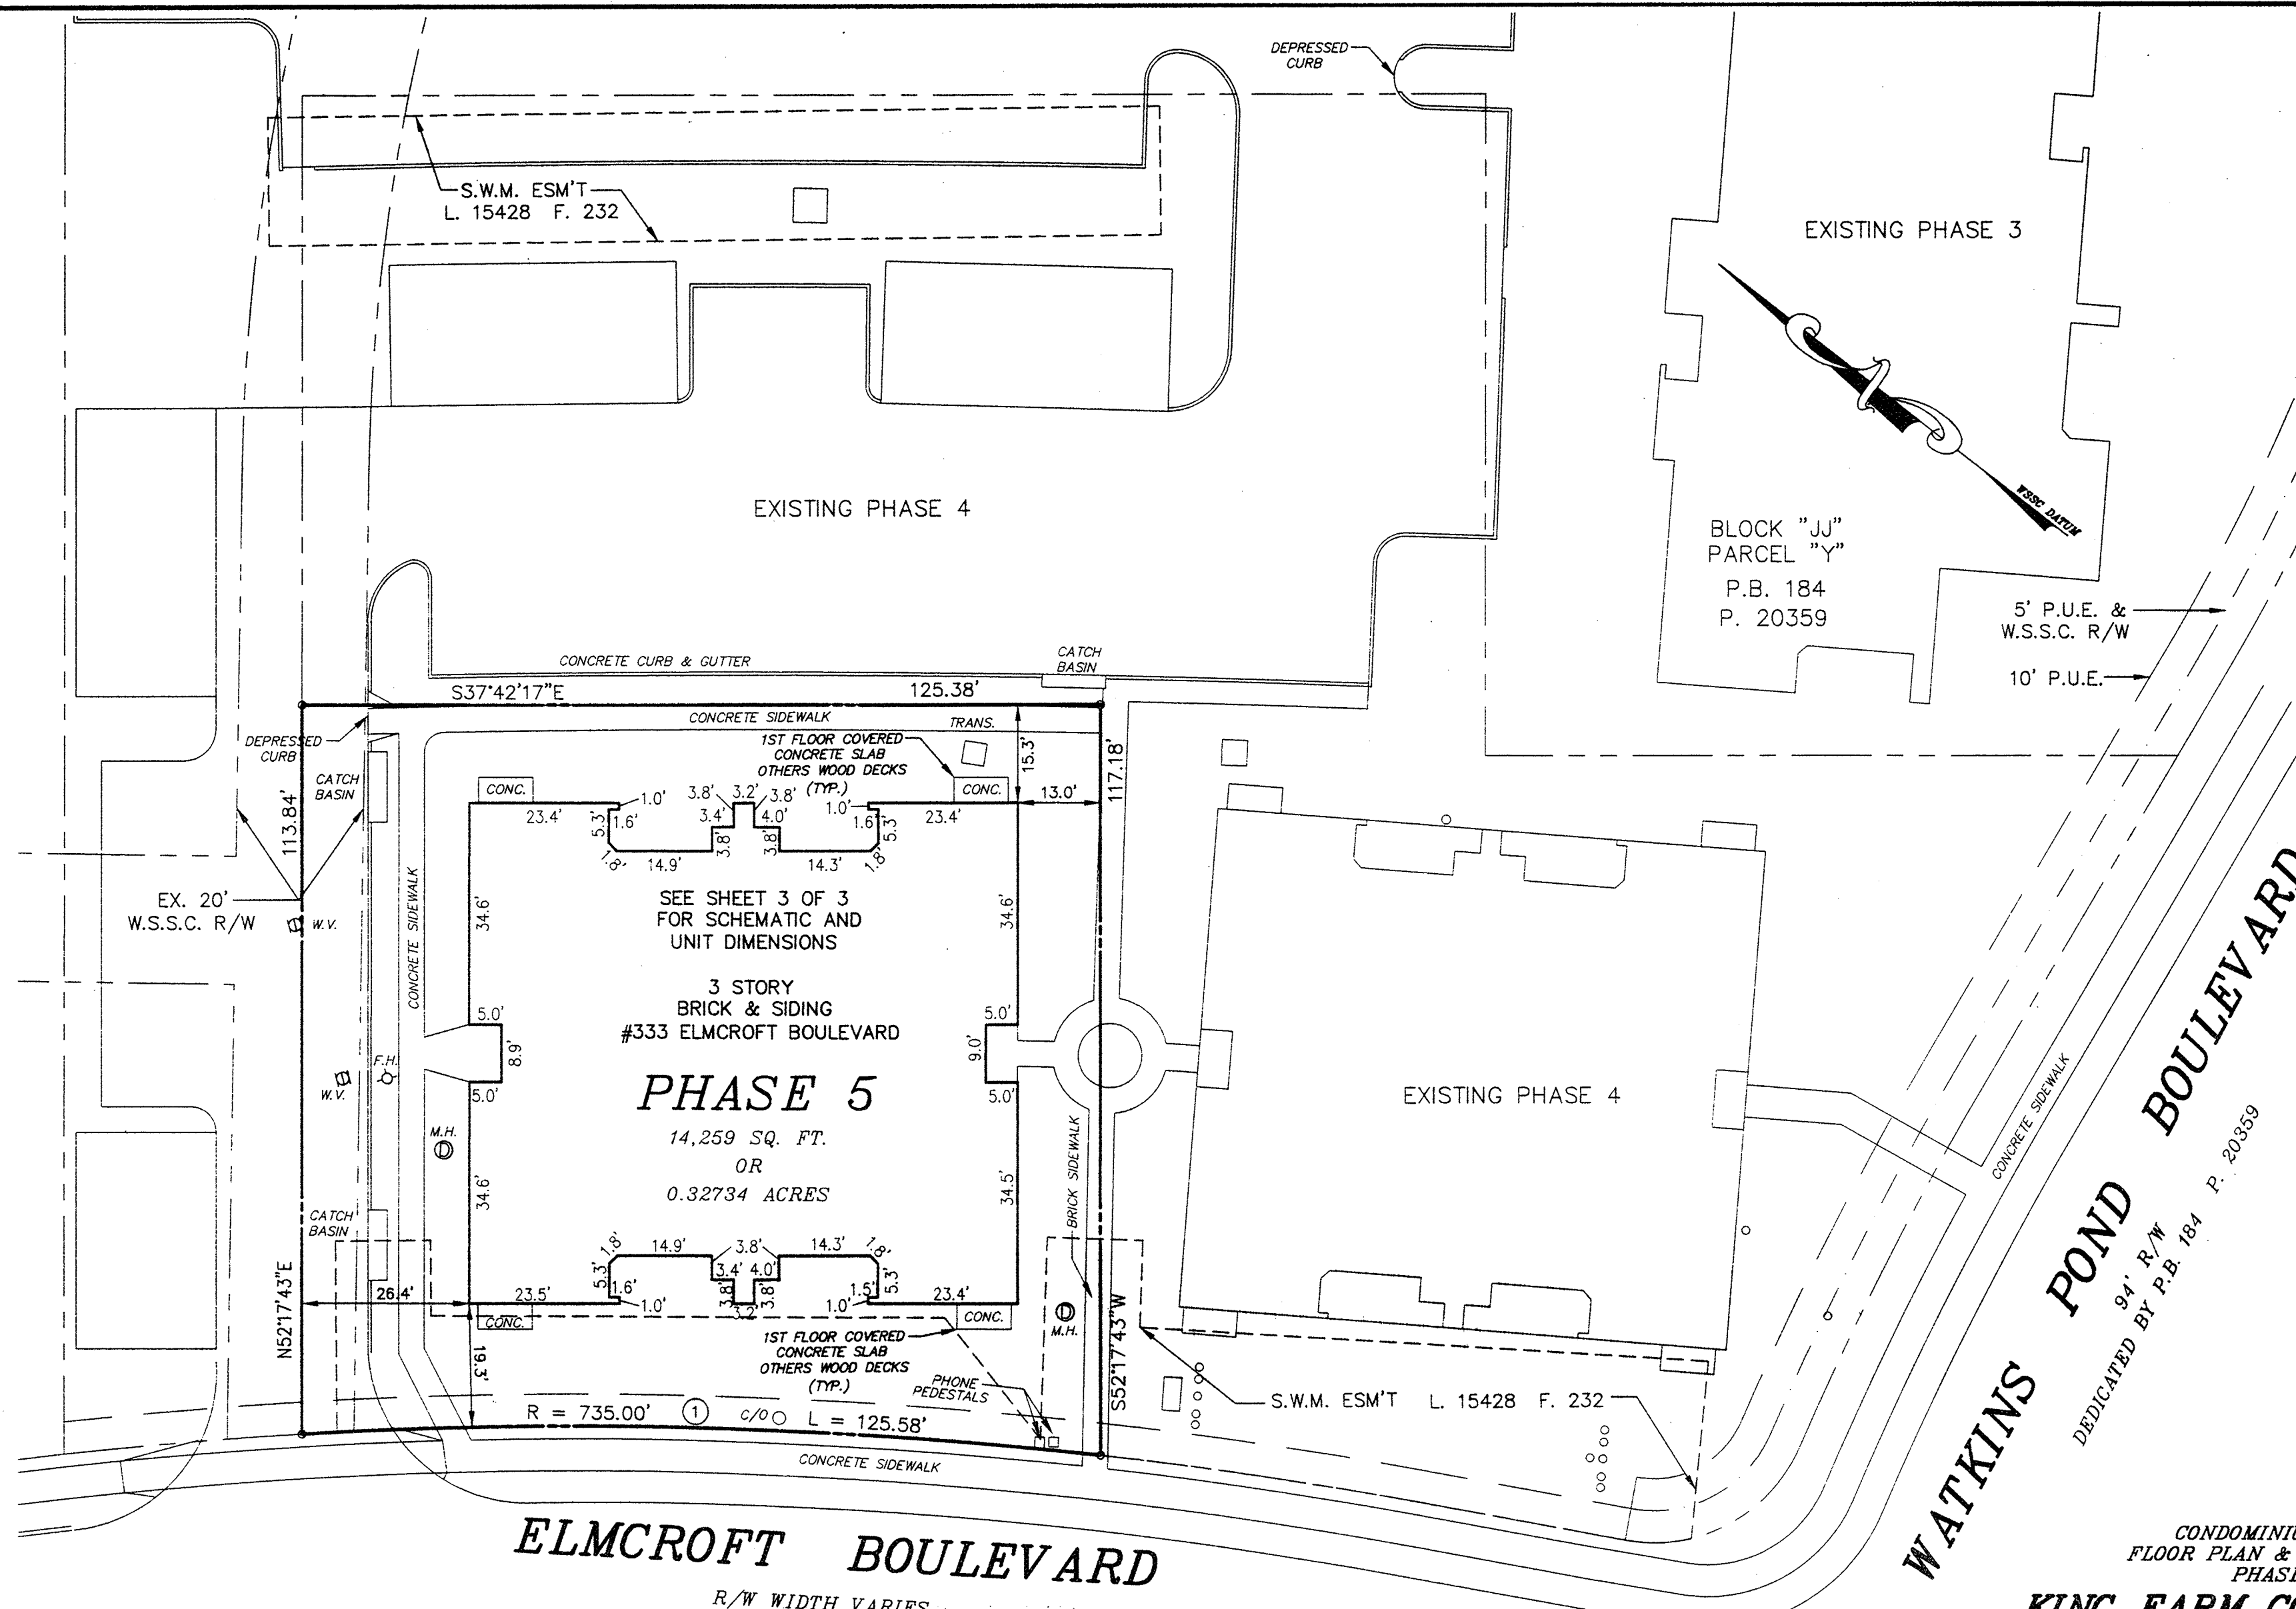 DEPRESSED
CURB
S.W.M. ESM'T
L. 15428 F. 232
EXISTING PHASE 3
WSSC DATUM
EXISTING PHASE 4
BLOCK "JJ"
PARCEL "Y"
P.B. 184
P. 20359
5' P.U.E. &
W.S.S.C. R/W
10' P.U.E.
CONCRETE CURB & GUTTER
CATCH
BASIN
S37°42'17"E
125.38'
CONCRETE SIDEWALK
TRANS.
DEPRESSED
CURB
CATCH
BASIN
1ST FLOOR COVERED
CONCRETE SLAB
OTHERS WOOD DECKS
(TYP.)
15.3'
117.18'
13.0'
113.84'
CONC.
CONC.
23.4'
1.0'
5.3'
1.6'
1.8'
14.9'
3.8'
3.2'
3.8'
3.4'
4.0'
3.8'
3.8'
14.3'
1.0'
1.6'
5.3'
1.8'
23.4'
EX. 20'
W.S.S.C. R/W
W.V.
CONCRETE SIDEWALK
34.6'
34.6'
SEE SHEET 3 OF 3
FOR SCHEMATIC AND
UNIT DIMENSIONS
3 STORY
BRICK & SIDING
#333 ELMCROFT BOULEVARD
5.0'
8.9'
5.0'
5.0'
9.0'
5.0'
F.H.
W.V.
M.H.
D
PHASE 5
14,259 SQ. FT.
OR
0.32734 ACRES
EXISTING PHASE 4
34.6'
34.5'
BRICK SIDEWALK
CONCRETE SIDEWALK
CATCH
BASIN
N52°17'43"E
26.4'
23.5'
1.0'
1.6'
5.3'
1.8'
14.9'
3.8'
3.4'
4.0'
3.8'
3.2'
3.8'
14.3'
1.8'
5.3'
1.5'
1.0'
23.4'
CONC.
CONC.
D
M.H.
S52°17'43"W
19.3'
1ST FLOOR COVERED
CONCRETE SLAB
OTHERS WOOD DECKS
(TYP.)
PHONE
PEDESTALS
S.W.M. ESM'T L. 15428 F. 232
R = 735.00'
1
C/O
L = 125.58'
CONCRETE SIDEWALK
ELMCROFT BOULEVARD
R/W WIDTH VARIES
WATKINS POND BOULEVARD
94' R/W
DEDICATED BY P.B. 184 P. 20359
FLOOR PLAN &
KING FARM